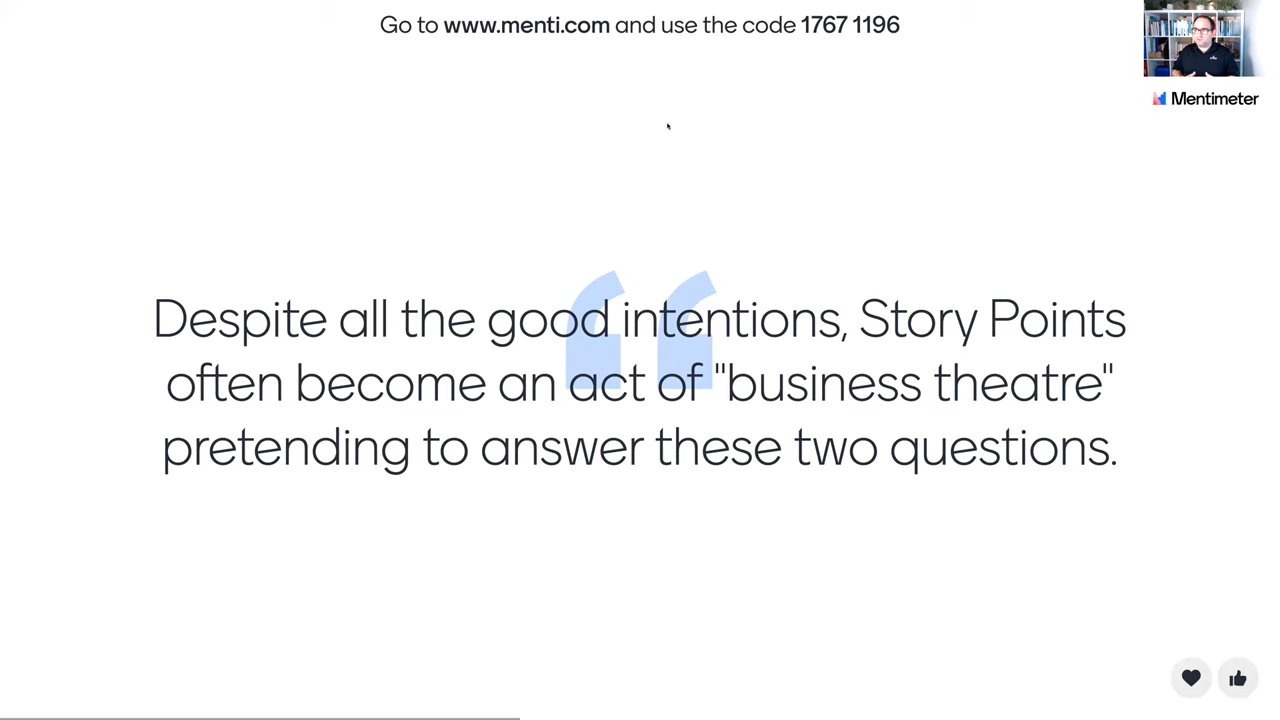 Go to www.menti.com and use the code 1767 1196
Mentimeter
Despite all the good intentions, Story Points
often become an act of "business theatre"
pretending to answer these two questions.